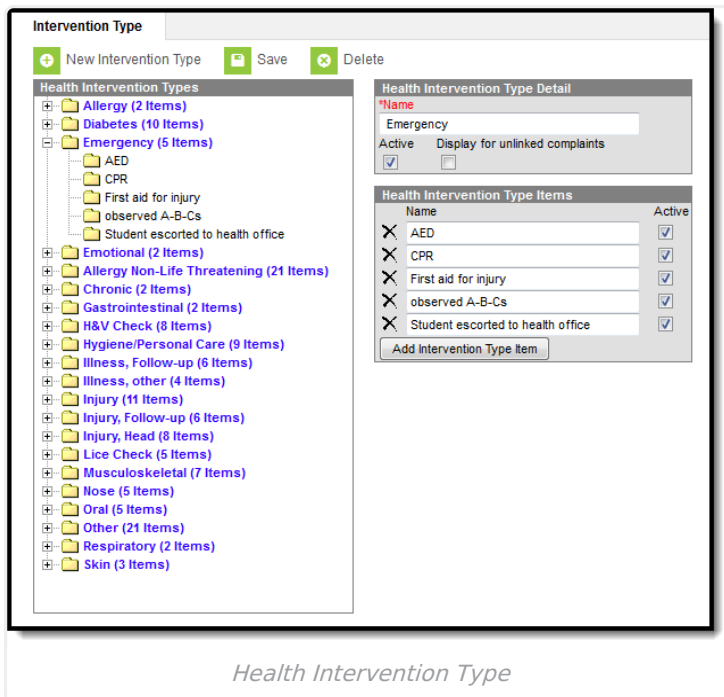 Intervention Type
New Intervention Type Save Delete
Health Intervention Types
Allergy (2 Items)
Diabetes (10 Items)
Emergency (5 Items)
AED
CPR
First aid for injury
observed A-B-Cs
Student escorted to health office
Emotional (2 Items)
Allergy Non-Life Threatening (21 Items)
Chronic (2 Items)
Gastrointestinal (2 Items)
H&V Check (8 Items)
Hygiene/Personal Care (9 Items)
Illness, Follow-up (6 Items)
Illness, other (4 Items)
Injury (11 Items)
Injury, Follow-up (6 Items)
Injury, Head (8 Items)
Lice Check (5 Items)
Musculoskeletal (7 Items)
Nose (5 Items)
Oral (5 Items)
Other (21 Items)
Respiratory (2 Items)
Skin (3 Items)
Health Intervention Type Detail
*Name
Emergency
Active Display for unlinked complaints
Health Intervention Type Items
Name Active
AED
CPR
First aid for injury
observed A-B-Cs
Student escorted to health office
Add Intervention Type Item
Health Intervention Type